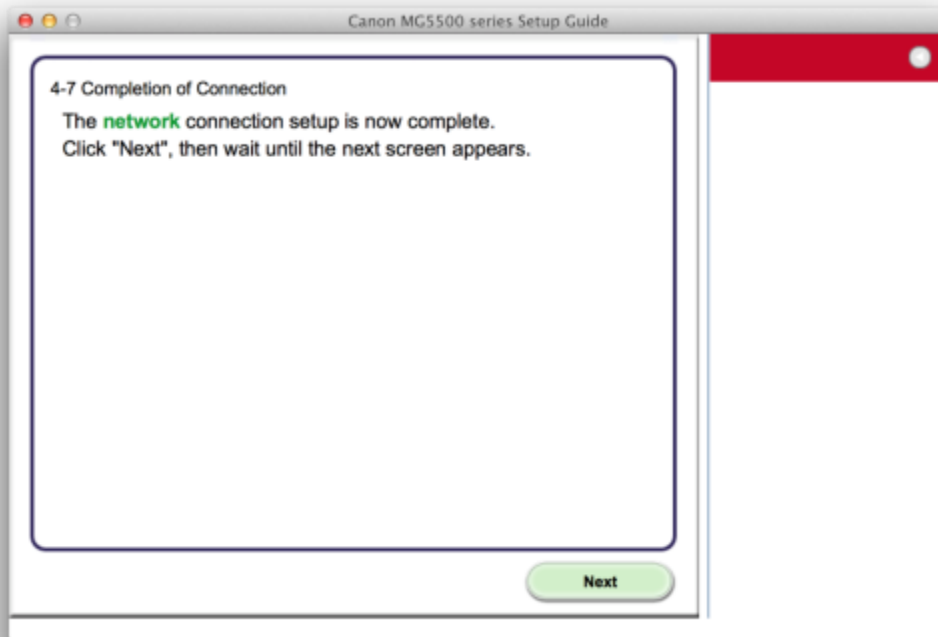 Canon MG5500 series Setup Guide
4-7 Completion of Connection
The network connection setup is now complete.
Click "Next", then wait until the next screen appears.
Next